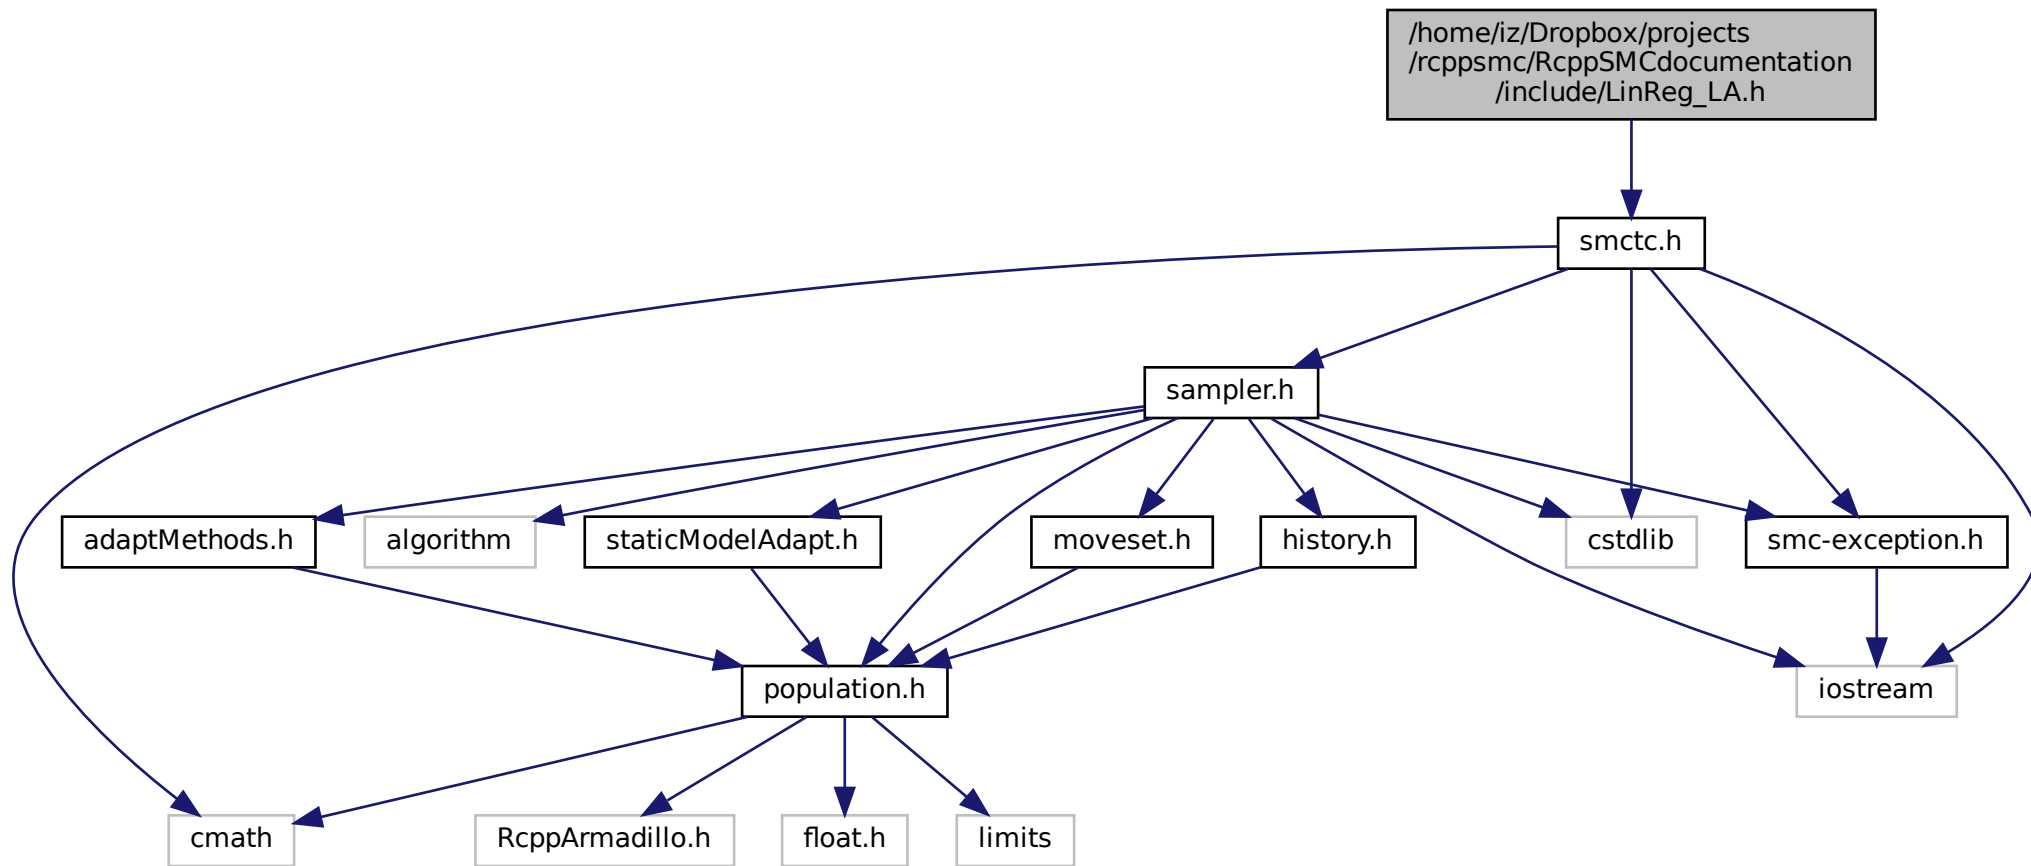 /home/iz/Dropbox/projects
/rcppsmc/RcppSMCdocumentation
/include/LinReg_LA.h
smctc.h
sampler.h
adaptMethods.h
algorithm
staticModelAdapt.h
moveset.h
history.h
cstdlib
smc-exception.h
population.h
iostream
cmath
RcppArmadillo.h
float.h
limits